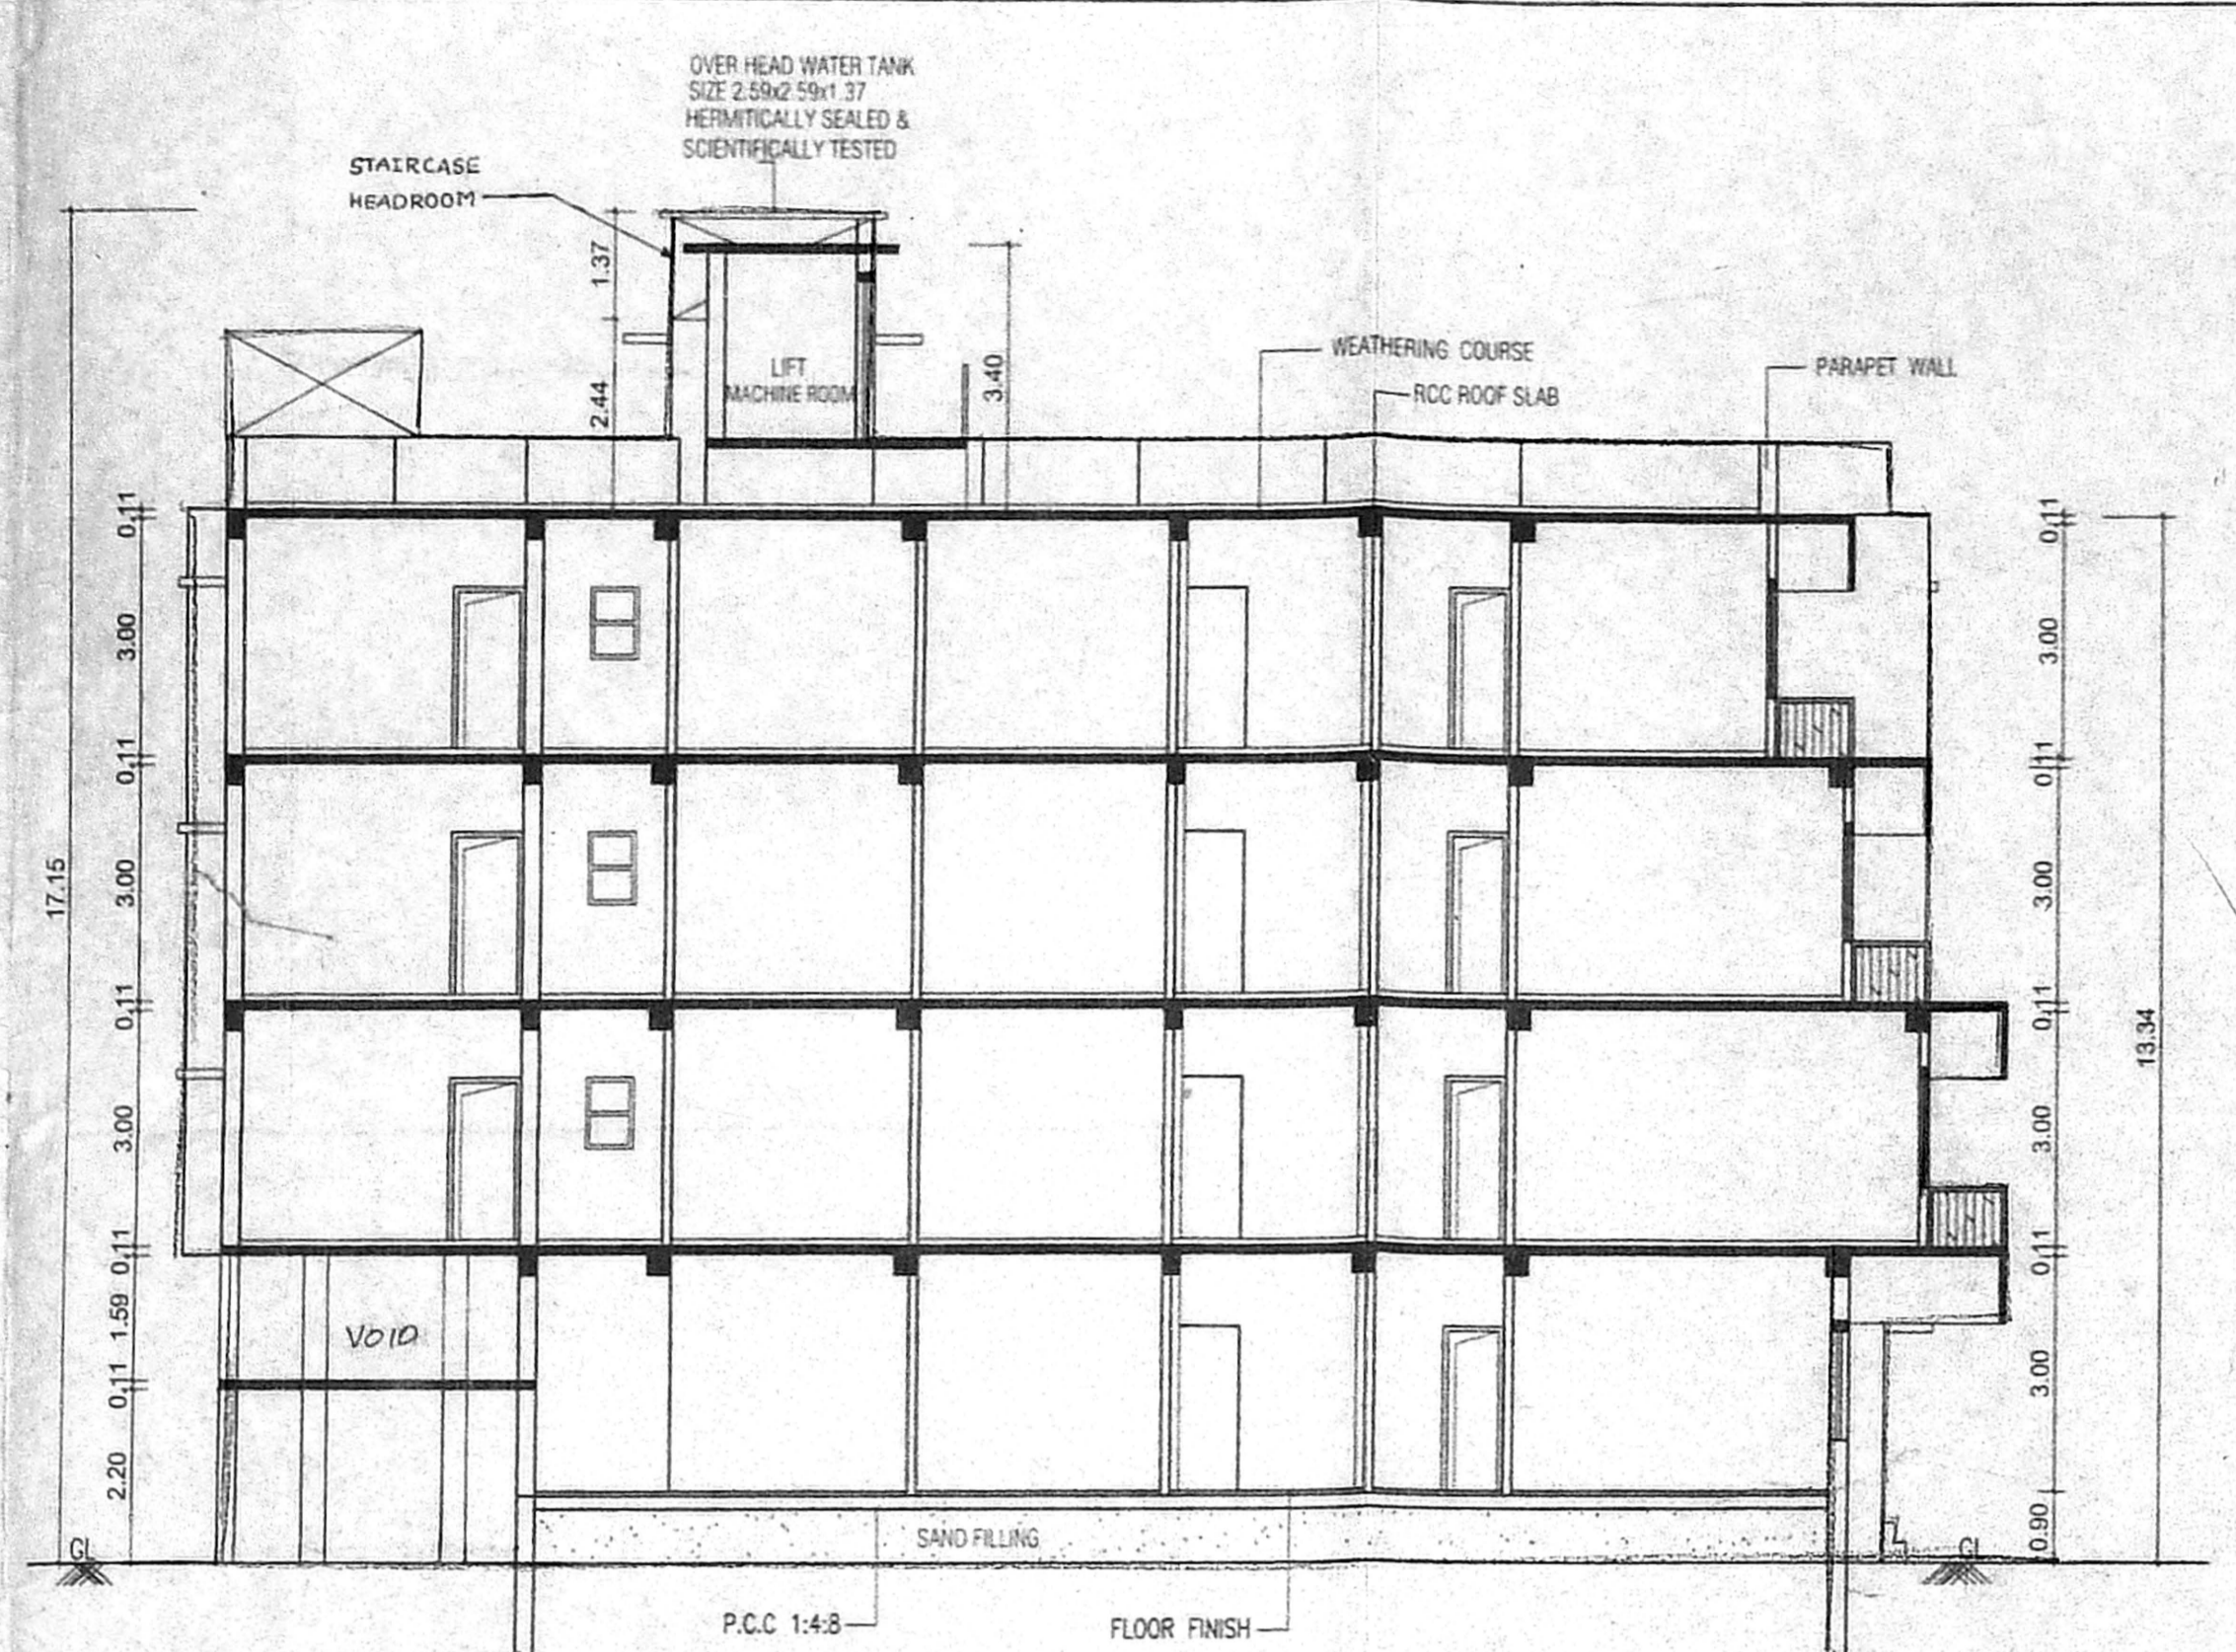 OVER HEAD WATER TANK
SIZE 2.59x2.59x1.37
HERMITICALLY SEALED &
SCIENTIFICALLY TESTED
STAIRCASE
HEADROOM
1.37
2.44
LIFT
MACHINE ROOM
3.40
WEATHERING COURSE
RCC ROOF SLAB
PARAPET WALL
17.15
0.11
3.00
0.11
3.00
0.11
3.00
0.11
1.59
0.11
2.20
VOID
0.11
3.00
0.11
3.00
0.11
3.00
0.11
3.00
0.90
13.34
GL
SAND FILLING
GL
P.C.C 1:4:8
FLOOR FINISH